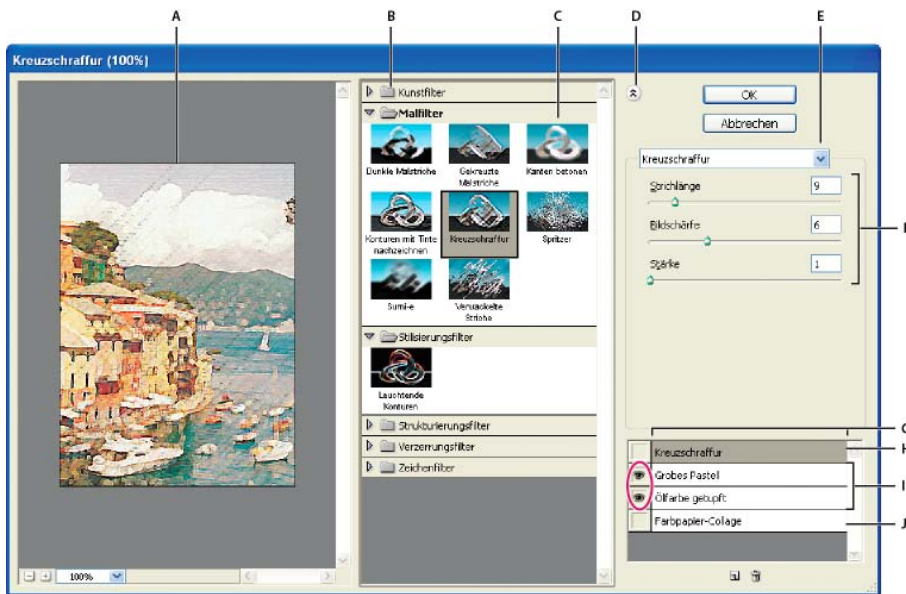 A B C D E
Kreuzschraffur (100%)
Kunstfilter
Malfilter
Dunkle Malstriche
Gekreuzte Malstriche
Kanten betonen
Konturen mit Tinte nachzeichnen
Kreuzschraffur
Spritzer
Sumi-e
Verwackelte Striche
Stilisierungsfilter
Leuchtende Konturen
Strukturierungsfilter
Verzerrungsfilter
Zeichenfilter
100%
OK
Abbrechen
Kreuzschraffur
Strichlänge 9
Bildschärfe 6
Stärke 1
Kreuzschraffur
H
Grobes Pastell
I
Ölfarbe getupft
Farbpapier-Collage
J